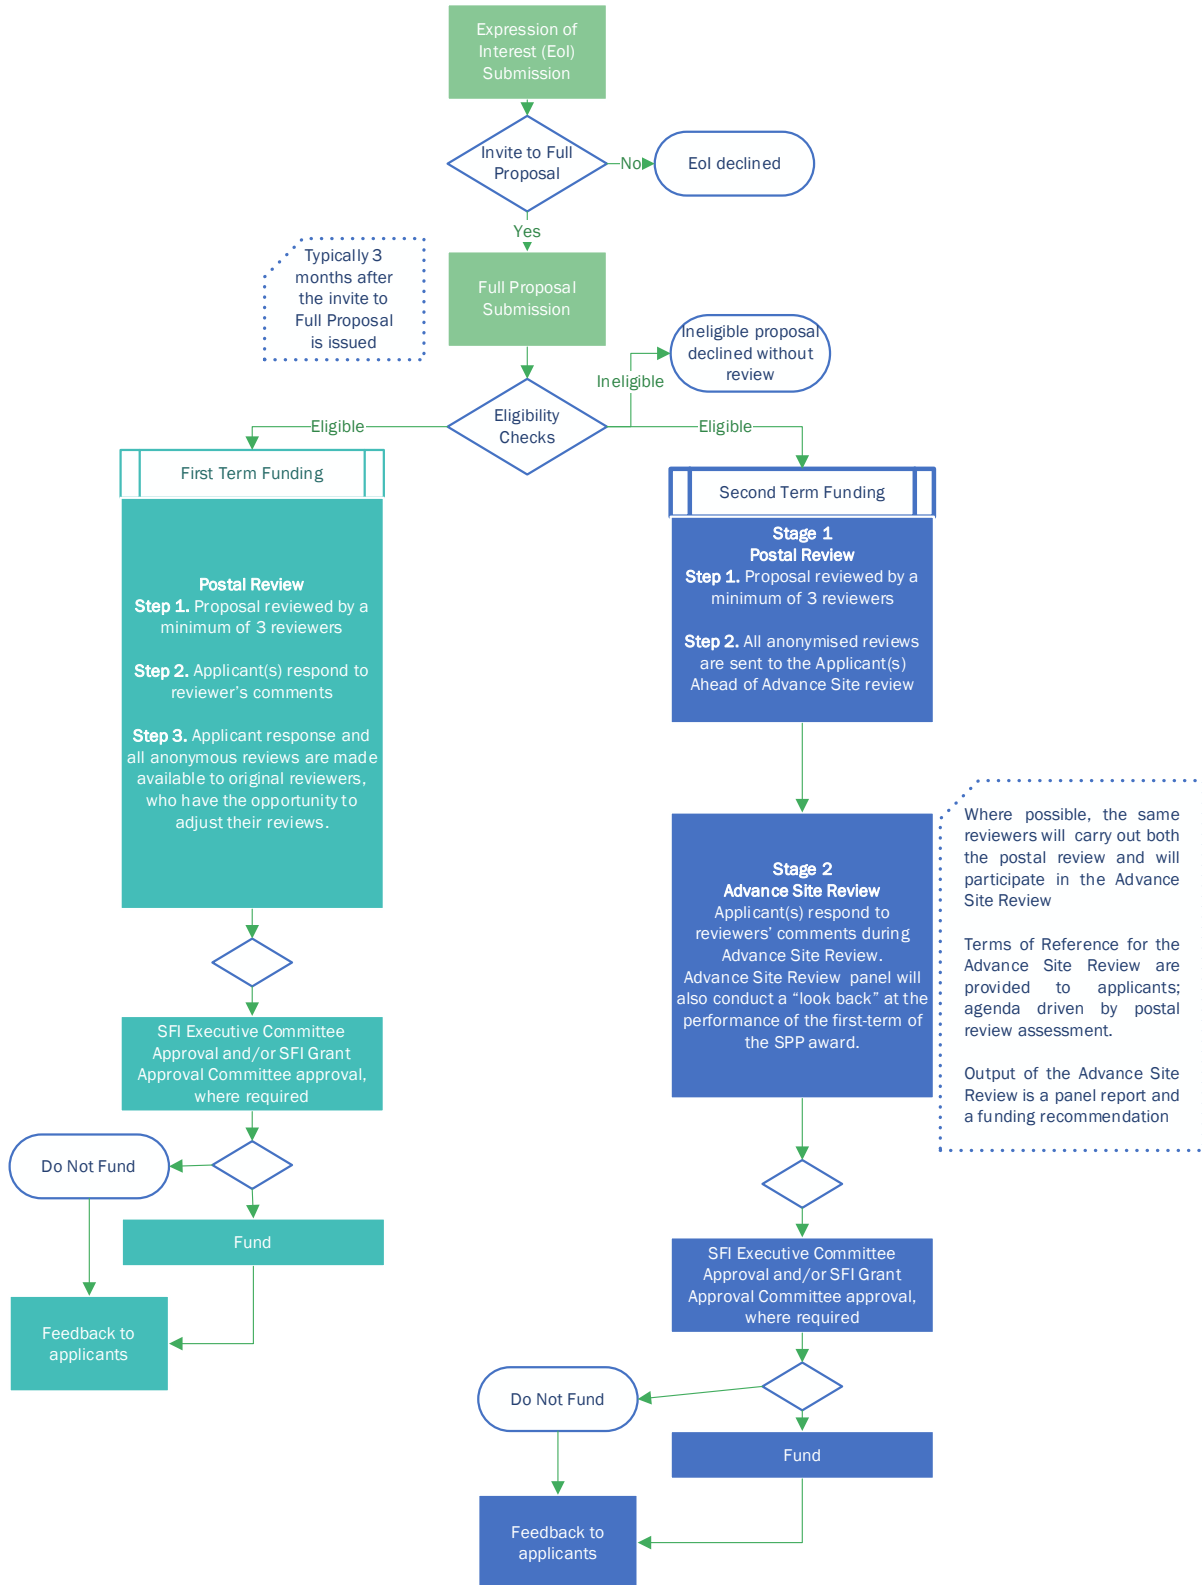 Expression of
Interest (EoI)
Submission
Invite to Full
Proposal
No
EoI declined
Yes
Typically 3
months after
the invite to
Full Proposal
is issued
Full Proposal
Submission
Ineligible proposal
declined without
review
Ineligible
Eligibility
Checks
Eligible
Eligible
First Term Funding
Postal Review
Step 1. Proposal reviewed by a
minimum of 3 reviewers
Step 2. Applicant(s) respond to
reviewer’s comments
Step 3. Applicant response and
all anonymous reviews are made
available to original reviewers,
who have the opportunity to
adjust their reviews.
SFI Executive Committee
Approval and/or SFI Grant
Approval Committee approval,
where required
Do Not Fund
Fund
Feedback to
applicants
Second Term Funding
Stage 1
Postal Review
Step 1. Proposal reviewed by a
minimum of 3 reviewers
Step 2. All anonymised reviews
are sent to the Applicant(s)
Ahead of Advance Site review
Stage 2
Advance Site Review
Applicant(s) respond to
reviewers’ comments during
Advance Site Review.
Advance Site Review panel will
also conduct a “look back” at the
performance of the first-term of
the SPP award.
Where possible, the same
reviewers will carry out both
the postal review and will
participate in the Advance
Site Review
Terms of Reference for the
Advance Site Review are
provided to applicants;
agenda driven by postal
review assessment.
Output of the Advance Site
Review is a panel report and
a funding recommendation
SFI Executive Committee
Approval and/or SFI Grant
Approval Committee approval,
where required
Do Not Fund
Fund
Feedback to
applicants